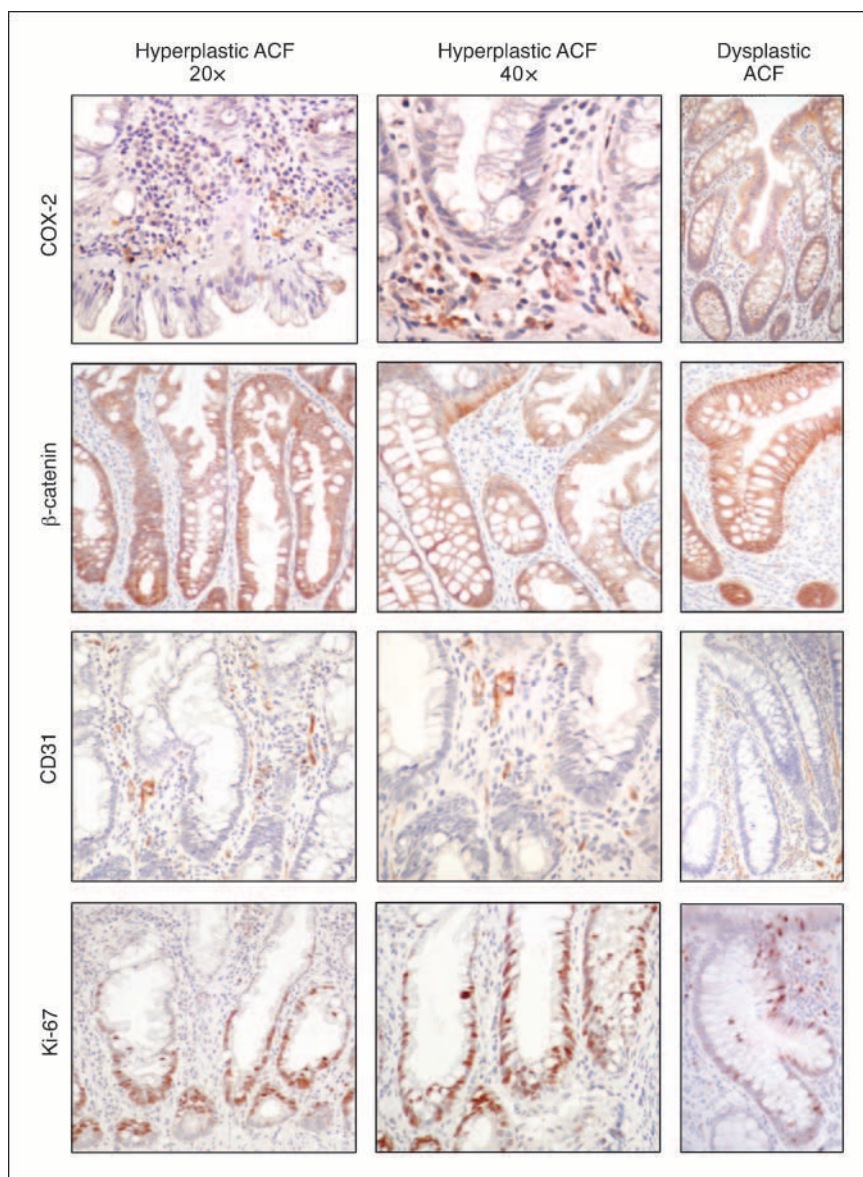 Hyperplastic ACF
20×
Hyperplastic ACF
40×
Dysplastic
ACF
COX-2
β-catenin
CD31
Ki-67